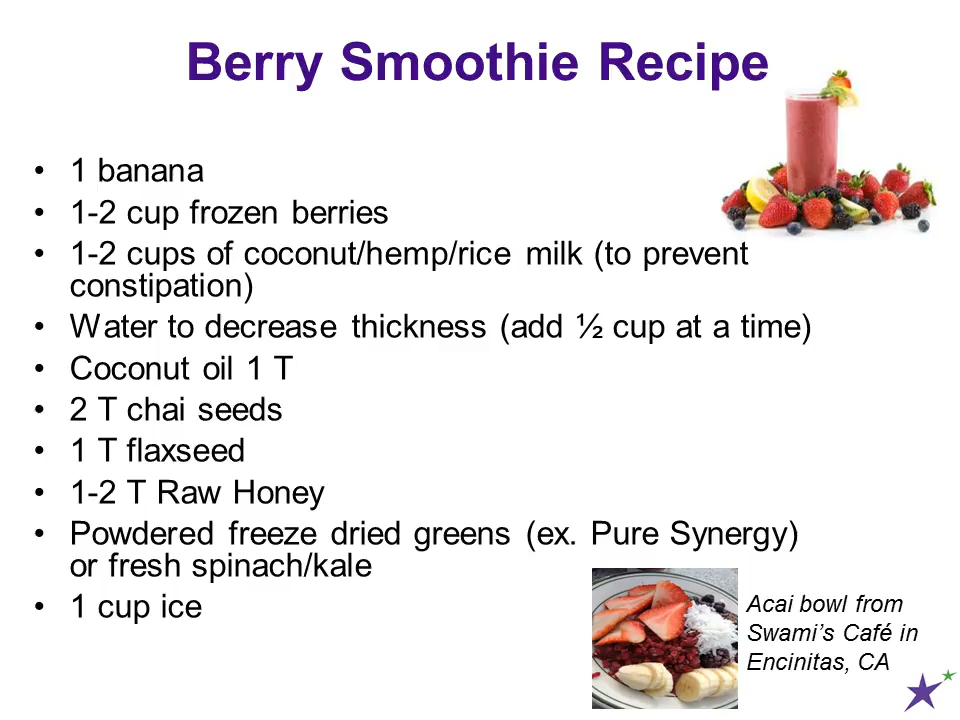 Berry Smoothie Recipe
• 1 banana
• 1-2 cup frozen berries
• 1-2 cups of coconut/hemp/rice milk (to prevent
constipation)
• Water to decrease thickness (add ½ cup at a time)
• Coconut oil 1 T
• 2 T chai seeds
• 1 T flaxseed
• 1-2 T Raw Honey
• Powdered freeze dried greens (ex. Pure Synergy)
or fresh spinach/kale
• 1 cup ice
Acai bowl from
Swami’s Café in
Encinitas, CA